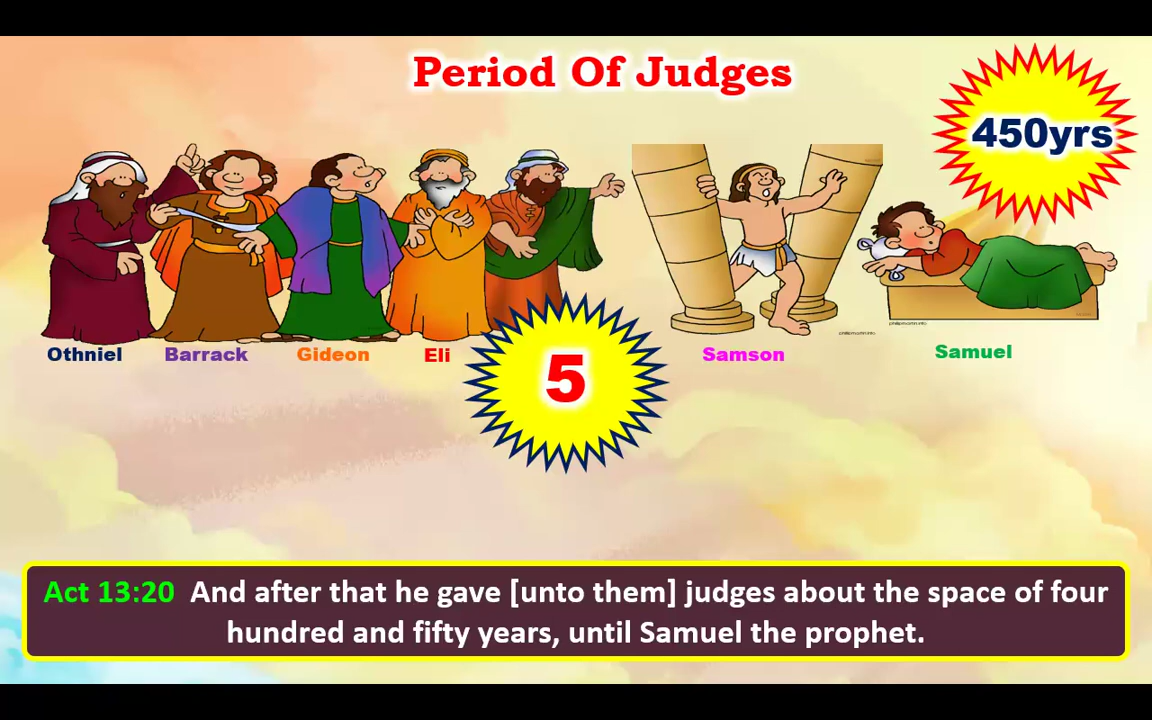 Period Of Judges
450yrs
Othniel
Barrack
Gideon
Eli
5
Samson
Samuel
Act 13:20 And after that he gave [unto them] judges about the space of four
hundred and fifty years, until Samuel the prophet.